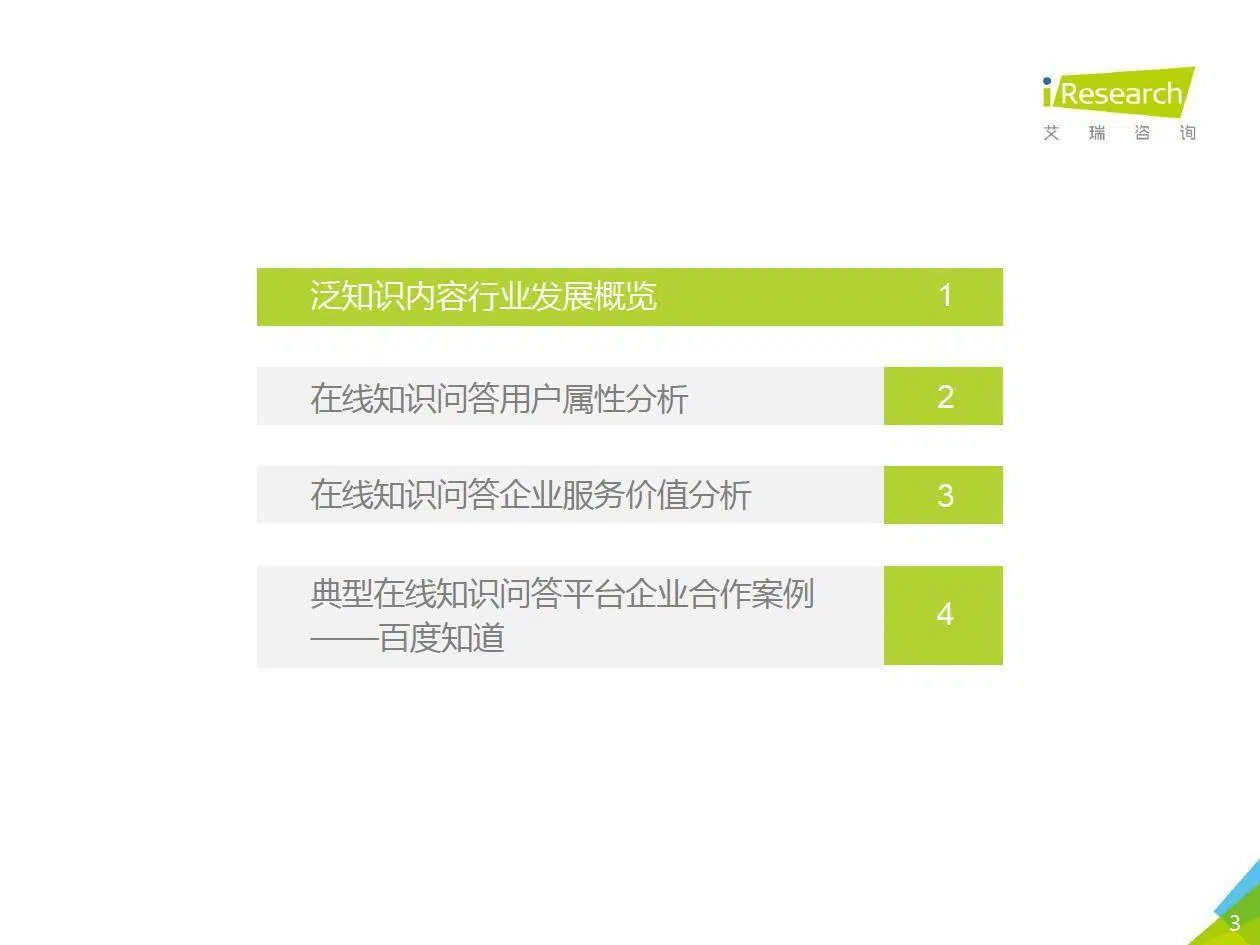 iResearch
艾瑞咨询
泛知识内容行业发展概览 1
在线知识问答用户属性分析 2
在线知识问答企业服务价值分析 3
典型在线知识问答平台企业合作案例
——百度知道 4
3